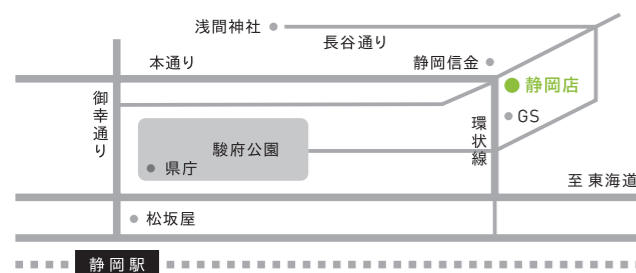 浅間神社
長谷通り
本通り
静岡信金
静岡店
御幸通り
GS
環状線
駿府公園
県庁
至 東海道
松坂屋
静岡駅